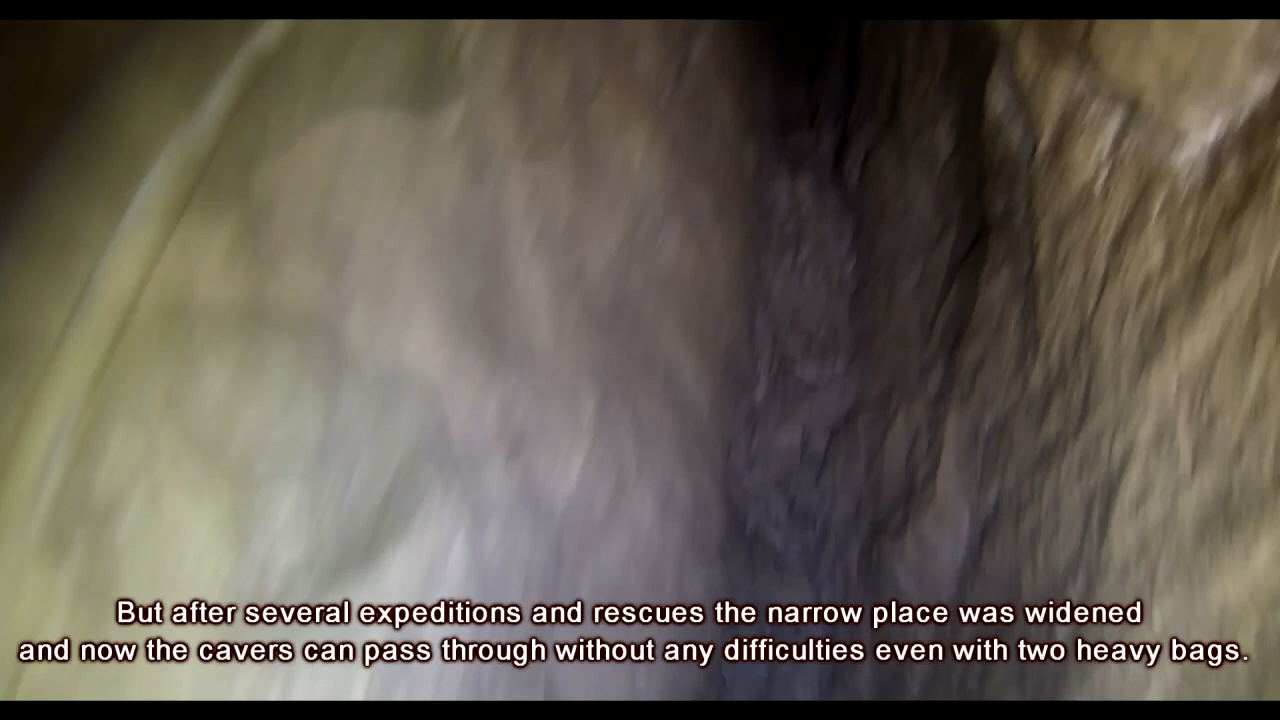 But after several expeditions and rescues the narrow place was widened
and now the cavers can pass through without any difficulties even with two heavy bags.